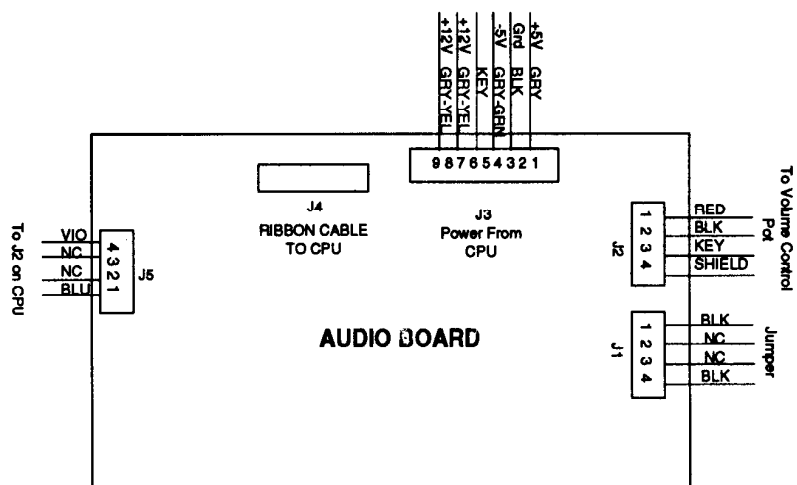 +12V GRY-YEL
+12V GRY-YEL
KEY
-5V GRY-GRN
Grd BLK
+5V GRY
9 8 7 6 5 4 3 2 1
J3
Power From
CPU
J4
RIBBON CABLE
TO CPU
To J2 on CPU
VIO
NC
NC
BLU
4 3 2 1
J5
AUDIO BOARD
J2
1
2
3
4
RED
BLK
KEY
SHIELD
To Volume Control
Pot
J1
1
2
3
4
BLK
NC
NC
BLK
Jumper